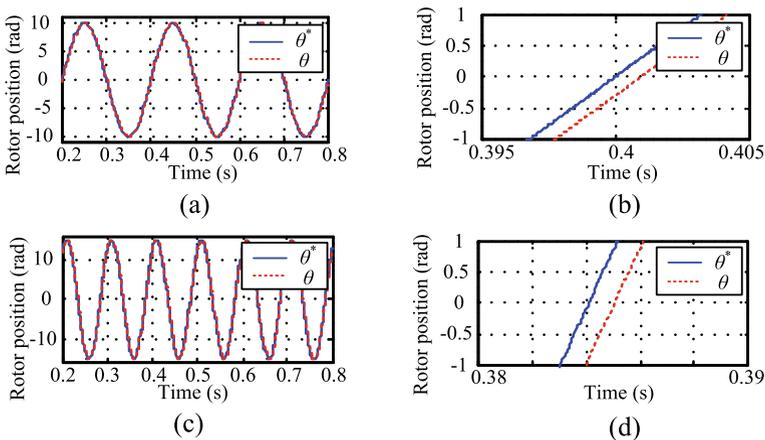 Rotor position (rad)
10
5
0
-5
-10
θ*
θ
0.2 0.3 0.4 0.5 0.6 0.7 0.8
Time (s)
(a)
Rotor position (rad)
1
0.5
0
-0.5
-1
θ*
θ
0.395 0.4 0.405
Time (s)
(b)
Rotor position (rad)
10
0
-10
θ*
θ
0.2 0.3 0.4 0.5 0.6 0.7 0.8
Time (s)
(c)
Rotor position (rad)
1
0.5
0
-0.5
-1
θ*
θ
0.38 0.39
Time (s)
(d)